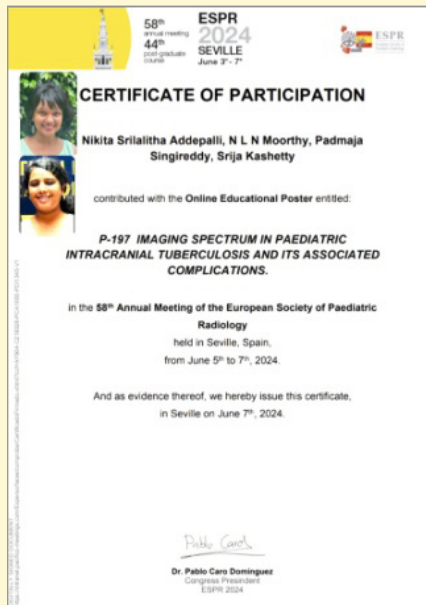 58th
annual meeting
44th
post-graduate
course
ESPR
2024
SEVILLE
June 3rd- 7th
ESPR
CERTIFICATE OF PARTICIPATION
Nikita Srilalitha Addepalli, N L N Moorthy, Padmaja
Singireddy, Srija Kashetty
contributed with the Online Educational Poster entitled:
P-197 IMAGING SPECTRUM IN PAEDIATRIC
INTRACRANIAL TUBERCULOSIS AND ITS ASSOCIATED
COMPLICATIONS.
in the 58th Annual Meeting of the European Society of Paediatric
Radiology
held in Seville, Spain,
from June 5th to 7th, 2024.
And as evidence thereof, we hereby issue this certificate,
in Seville on June 7th, 2024.
Pablo Caro
Dr. Pablo Caro Domínguez
Congress Presindent
ESPR 2024